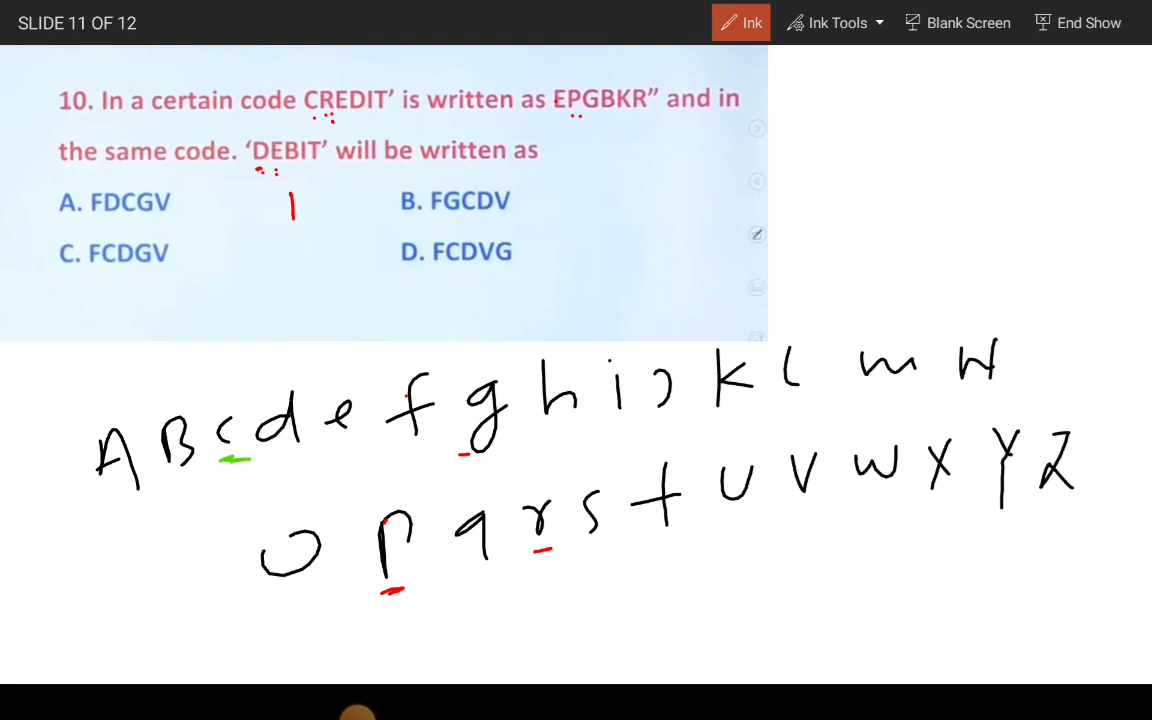 SLIDE 11 OF 12
Ink Ink Tools Blank Screen End Show
10. In a certain code CREDIT’ is written as EPGBKR” and in
the same code. ‘DEBIT’ will be written as
A. FDCGV B. FGCDV
C. FCDGV D. FCDVG
A B c d e f g h i J K L m N
O p q r s t U V W X Y Z